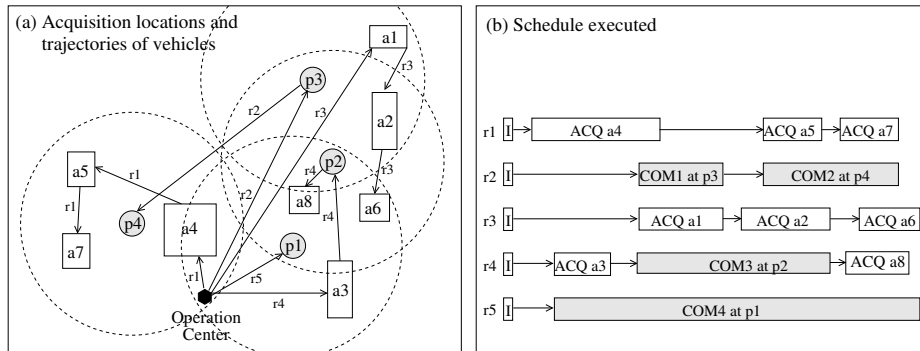 (a) Acquisition locations and
trajectories of vehicles
a1
r3
p3
r2
r3
a2
p2
r4
r3
a5
r1
r2
a8
a6
r1
p4
a4
r4
p1
a7
r5
r1
a3
r4
Operation
Center
(b) Schedule executed
r1 I ACQ a4 ACQ a5 ACQ a7
r2 I COM1 at p3 COM2 at p4
r3 I ACQ a1 ACQ a2 ACQ a6
r4 I ACQ a3 COM3 at p2 ACQ a8
r5 I COM4 at p1